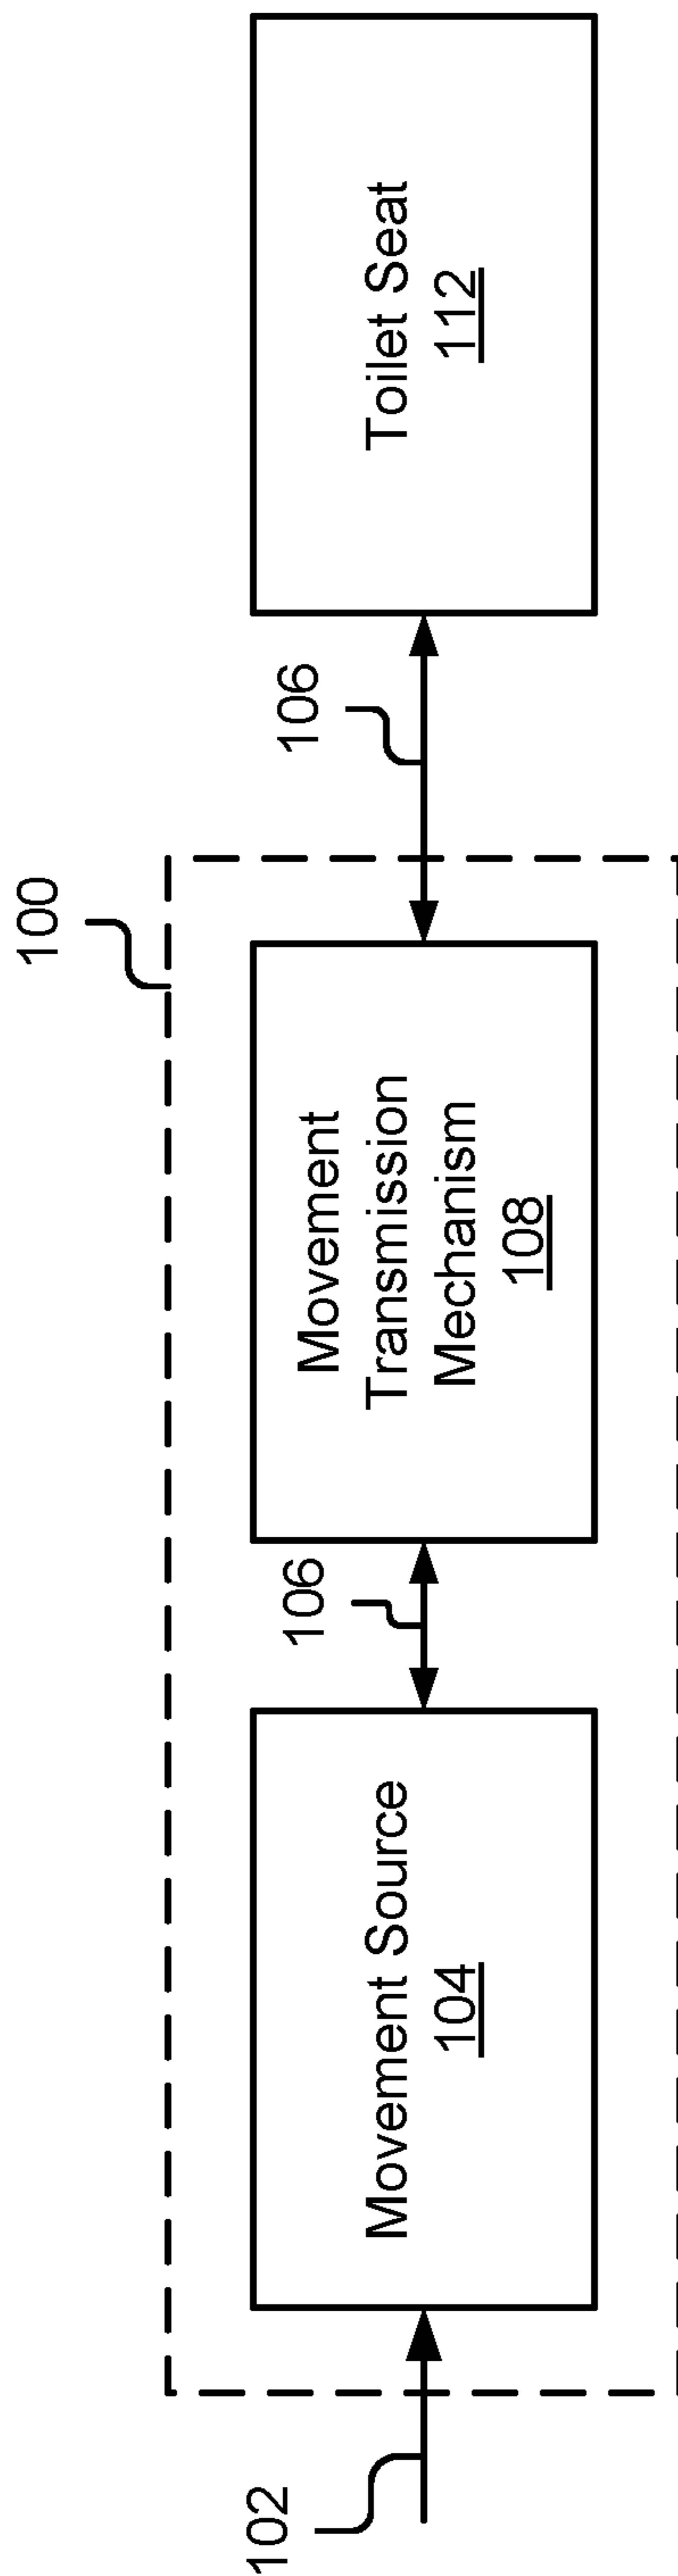 100
102
Movement Source
104
106
Movement
Transmission
Mechanism
108
106
Toilet Seat
112